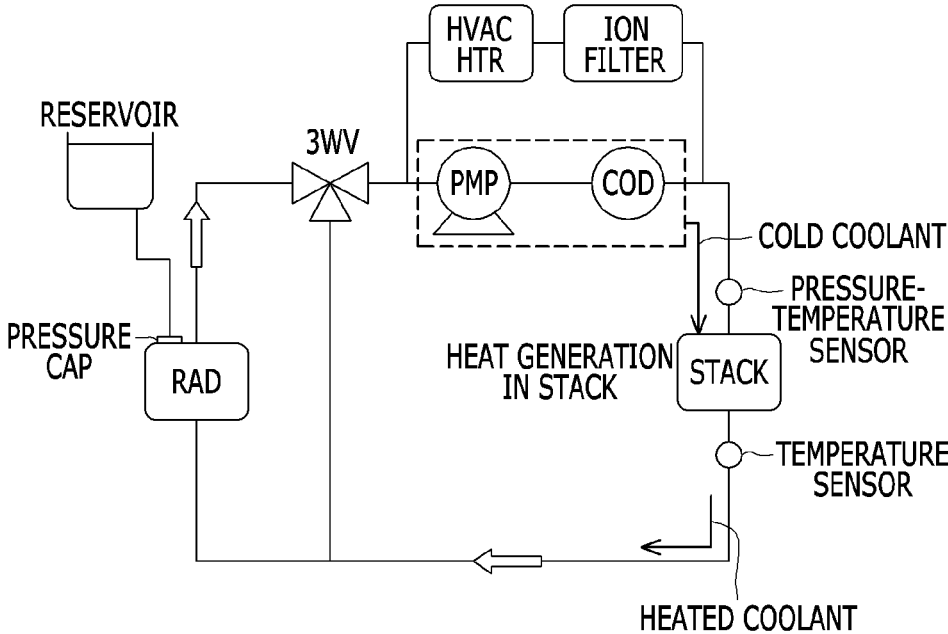 HVAC
HTR
ION
FILTER
RESERVOIR
3WV
PMP
COD
COLD COOLANT
PRESSURE-
TEMPERATURE
SENSOR
PRESSURE
CAP
RAD
HEAT GENERATION
IN STACK
STACK
TEMPERATURE
SENSOR
HEATED COOLANT